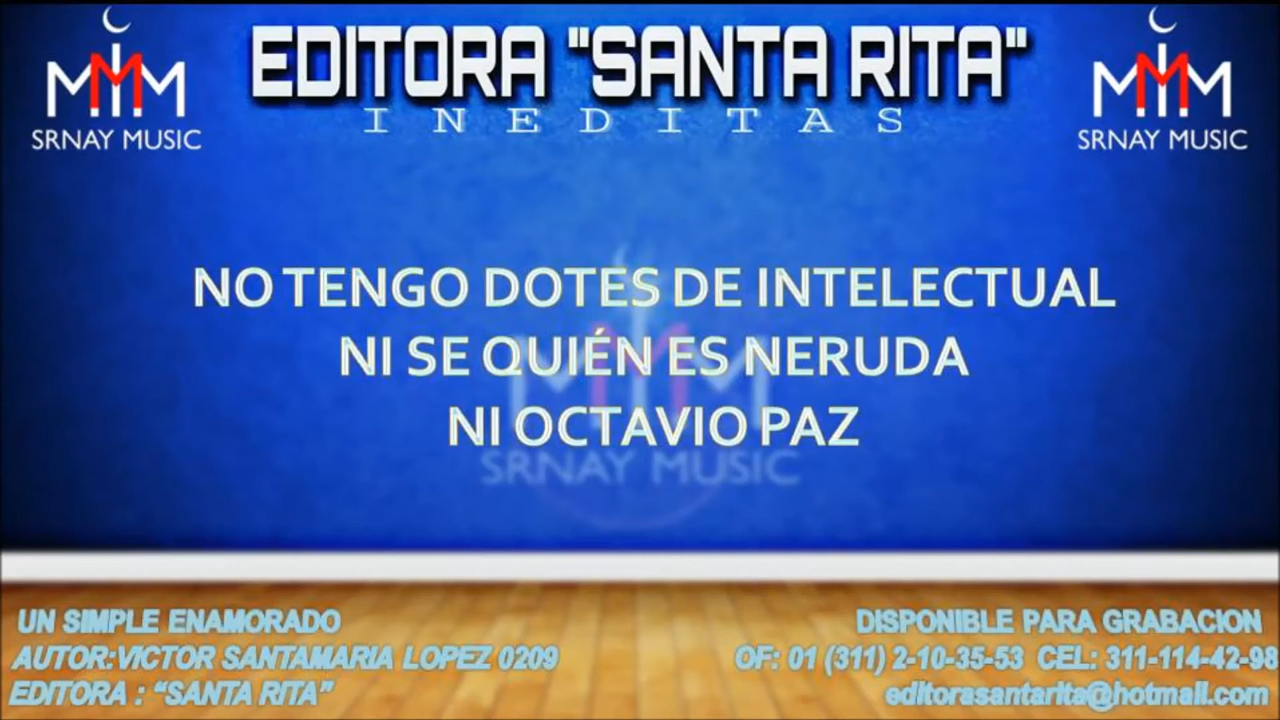 EDITORA "SANTA RITA"
INEDITAS
SRNAY MUSIC
SRNAY MUSIC
NO TENGO DOTES DE INTELECTUAL
NI SE QUIÉN ES NERUDA
NI OCTAVIO PAZ
SRNAY MUSIC
UN SIMPLE ENAMORADO
AUTOR:VICTOR SANTAMARIA LOPEZ 0209
EDITORA : “SANTA RITA”
DISPONIBLE PARA GRABACION
OF: 01 (311) 2-10-35-53 CEL: 311-114-42-98
editorasantarita@hotmail.com